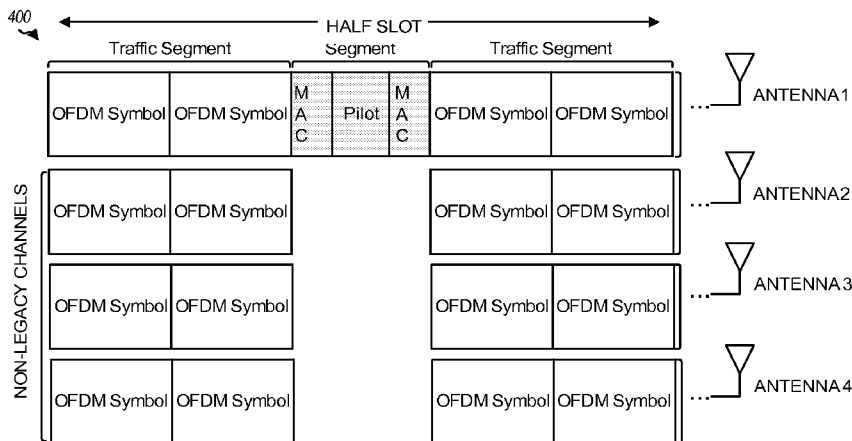 400
HALF SLOT
Traffic Segment
Segment
Traffic Segment
OFDM Symbol OFDM Symbol MAC Pilot MAC OFDM Symbol OFDM Symbol ... ANTENNA1
NON-LEGACY CHANNELS
OFDM Symbol OFDM Symbol OFDM Symbol OFDM Symbol ... ANTENNA2
OFDM Symbol OFDM Symbol OFDM Symbol OFDM Symbol ... ANTENNA3
OFDM Symbol OFDM Symbol OFDM Symbol OFDM Symbol ... ANTENNA4